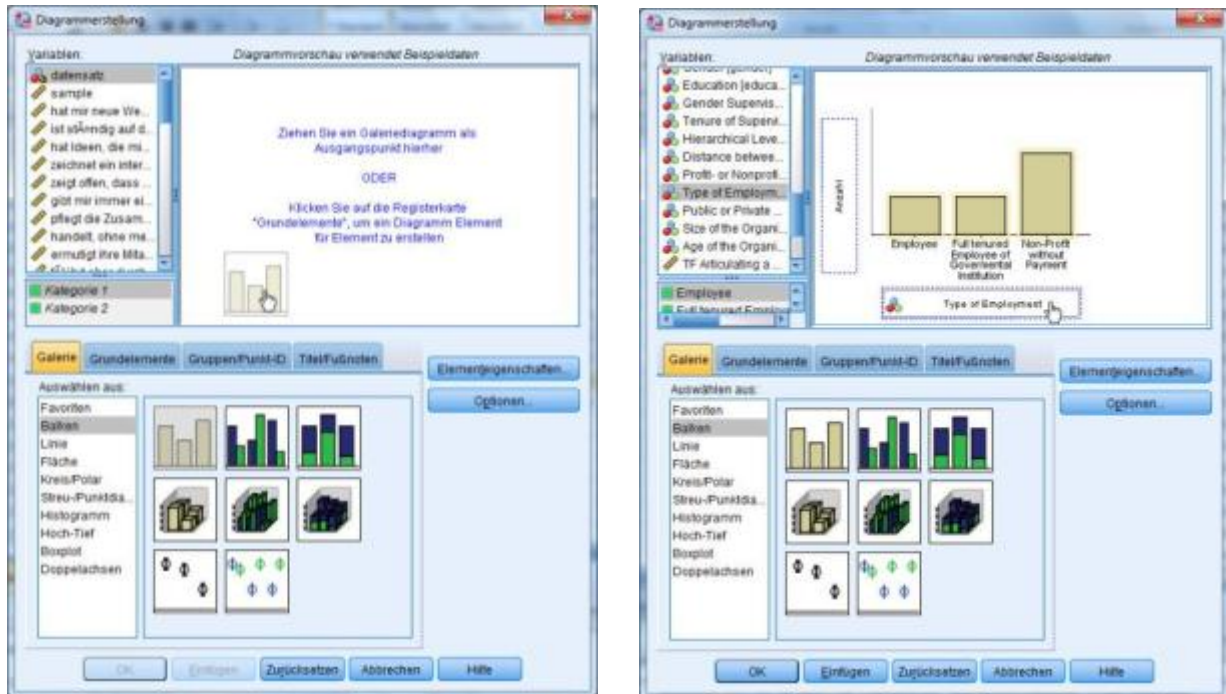 Diagrammerstellung
Variablen:
Diagrammvorschau verwendet Beispieldaten
datensatz
sample
hat mir neue We...
ist stÃ¤ndig auf d...
hat Ideen, die mi...
zeichnet ein inter...
zeigt offen, dass ...
gibt mir immer ei...
pflegt die Zusam...
handelt, ohne me...
ermutigt ihre Mita...
Kategorie 1
Kategorie 2
Ziehen Sie ein Galeriediagramm als
Ausgangspunkt hierher
ODER
Klicken Sie auf die Registerkarte
"Grundelemente", um ein Diagramm Element
für Element zu erstellen
Galerie Grundelemente Gruppen/Punkt-ID Titel/Fußnoten
Elementeigenschaften...
Optionen...
Auswählen aus:
Favoriten
Balken
Linie
Fläche
Kreis/Polar
Streu-/Punktdia...
Histogramm
Hoch-Tief
Boxplot
Doppelachsen
OK Einfügen Zurücksetzen Abbrechen Hilfe
Diagrammerstellung
Variablen:
Diagrammvorschau verwendet Beispieldaten
Gender [gender]
Education [educa...
Gender Supervis...
Tenure of Superv...
Hierarchical Leve...
Distance betwee...
Profit- or Nonprofi...
Type of Employm...
Public or Private ...
Size of the Organi...
Age of the Organi...
TF Articulating a ...
Employee
Full tenured Employe
Anzahl
Employee
Full tenured
Employee of
Governmental
Institution
Non-Profit
without
Payment
Type of Employment
Galerie Grundelemente Gruppen/Punkt-ID Titel/Fußnoten
Elementeigenschaften...
Optionen...
Auswählen aus:
Favoriten
Balken
Linie
Fläche
Kreis/Polar
Streu-/Punktdia...
Histogramm
Hoch-Tief
Boxplot
Doppelachsen
OK Einfügen Zurücksetzen Abbrechen Hilfe